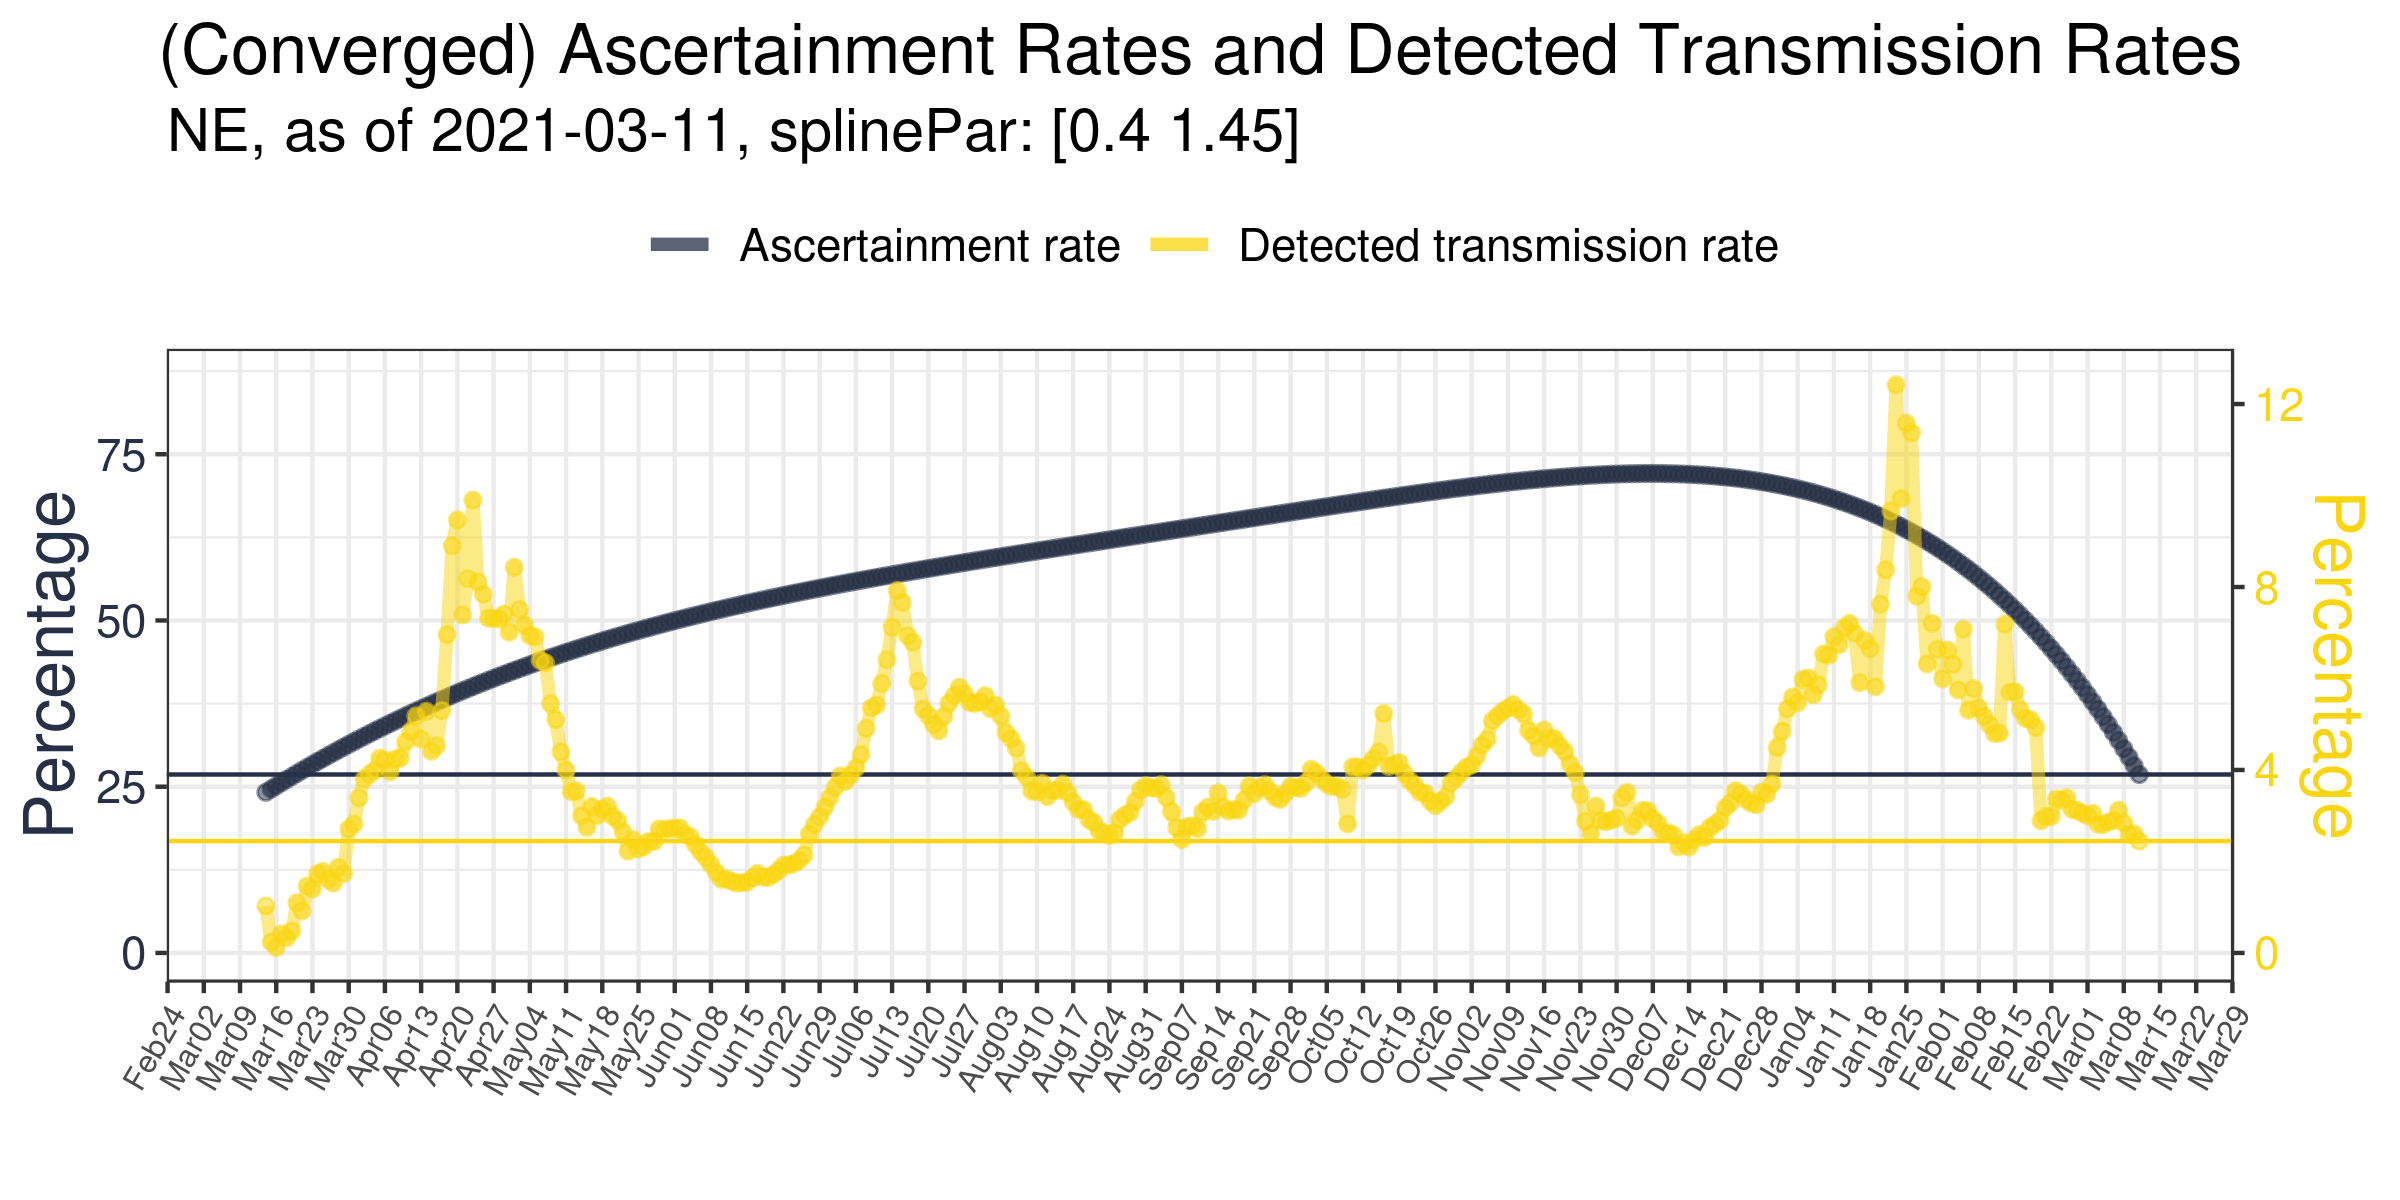 (Converged) Ascertainment Rates and Detected Transmission Rates
NE, as of 2021-03-11, splinePar: [0.4 1.45]
Ascertainment rate
Detected transmission rate
Percentage
75
50
25
0
12
8
4
0
Percentage
Feb24
Mar02
Mar09
Mar16
Mar23
Mar30
Apr06
Apr13
Apr20
Apr27
May04
May11
May18
May25
Jun01
Jun08
Jun15
Jun22
Jun29
Jul06
Jul13
Jul20
Jul27
Aug03
Aug10
Aug17
Aug24
Aug31
Sep07
Sep14
Sep21
Sep28
Oct05
Oct12
Oct19
Oct26
Nov02
Nov09
Nov16
Nov23
Nov30
Dec07
Dec14
Dec21
Dec28
Jan04
Jan11
Jan18
Jan25
Feb01
Feb08
Feb15
Feb22
Mar01
Mar08
Mar15
Mar22
Mar29